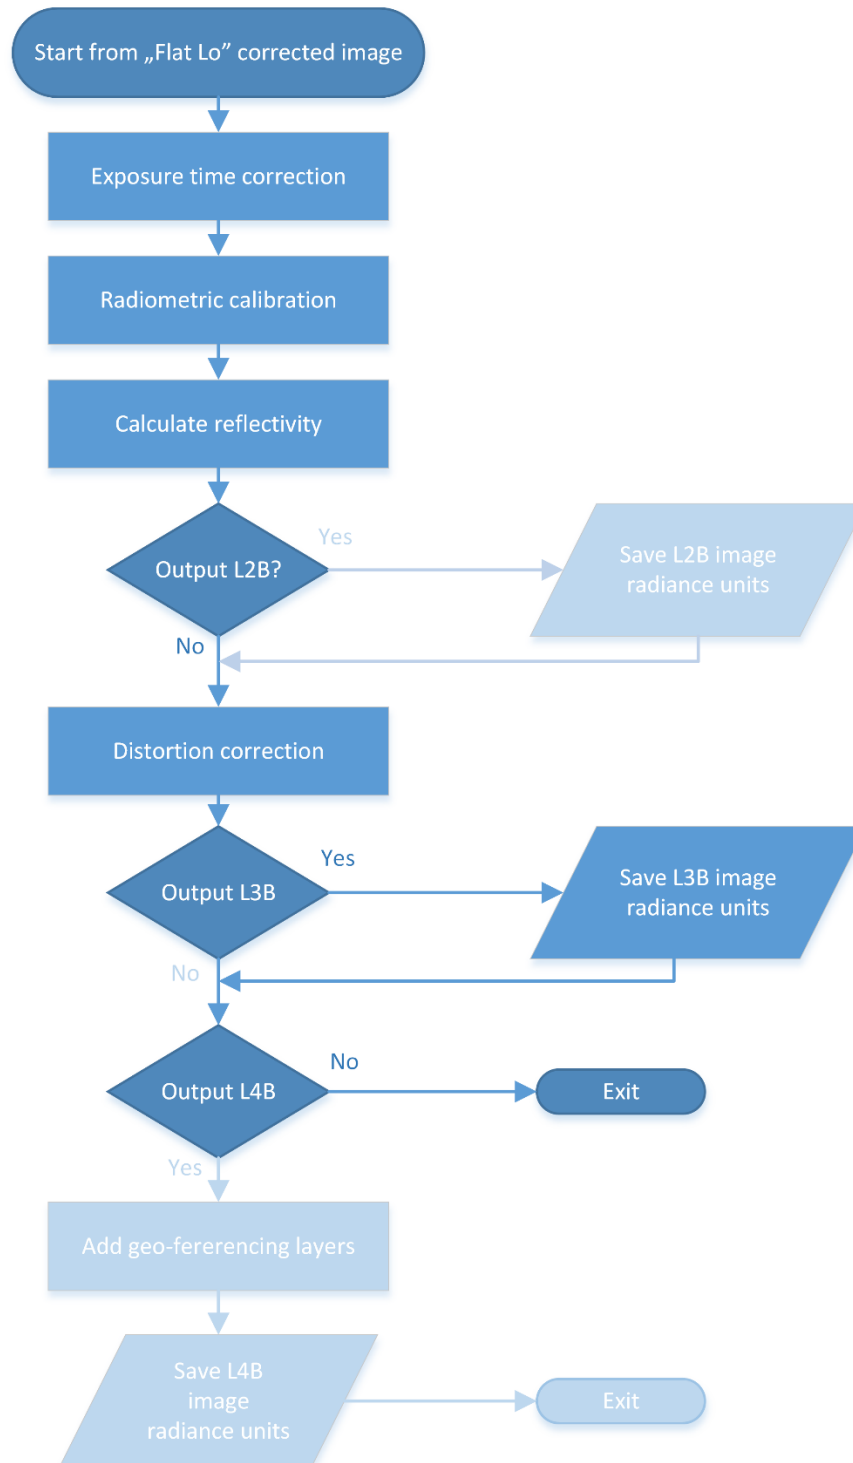 Start from „Flat Lo” corrected image
Exposure time correction
Radiometric calibration
Calculate reflectivity
Output L2B?
Yes
Save L2B image
radiance units
No
Distortion correction
Output L3B
Yes
Save L3B image
radiance units
No
Output L4B
No
Exit
Yes
Add geo-fererencing layers
Save L4B
image
radiance units
Exit